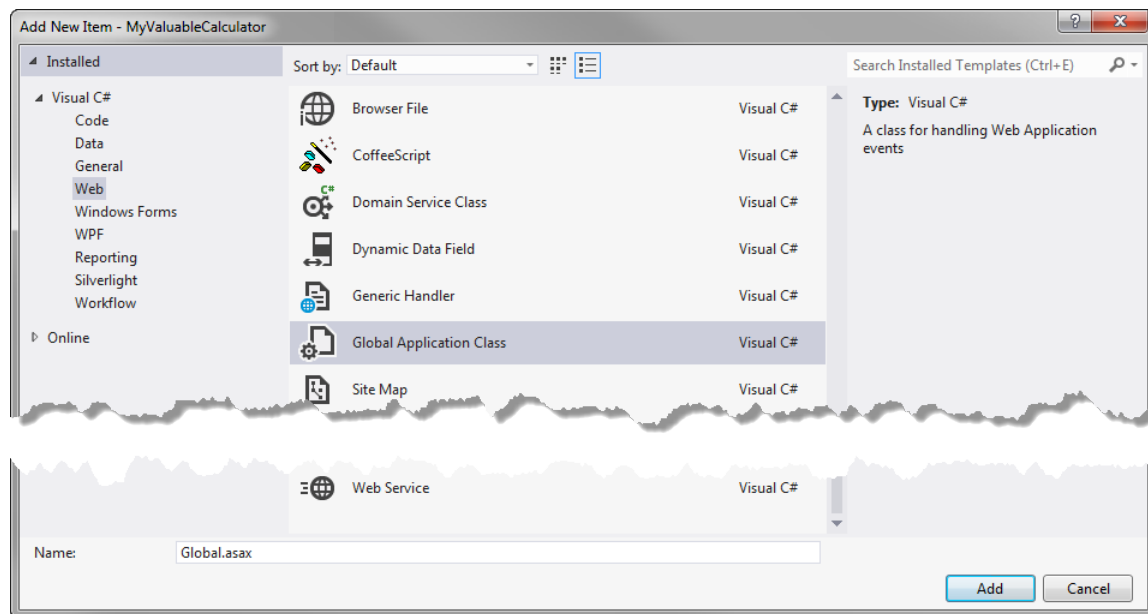 Add New Item - MyValuableCalculator
Installed
Sort by: Default
Search Installed Templates (Ctrl+E)
Visual C#
Code
Data
General
Web
Windows Forms
WPF
Reporting
Silverlight
Workflow
Online
Browser File Visual C#
CoffeeScript Visual C#
C#
Domain Service Class Visual C#
Dynamic Data Field Visual C#
Generic Handler Visual C#
Global Application Class Visual C#
Site Map Visual C#
Web Service Visual C#
Type: Visual C#
A class for handling Web Application
events
Name: Global.asax
Add Cancel